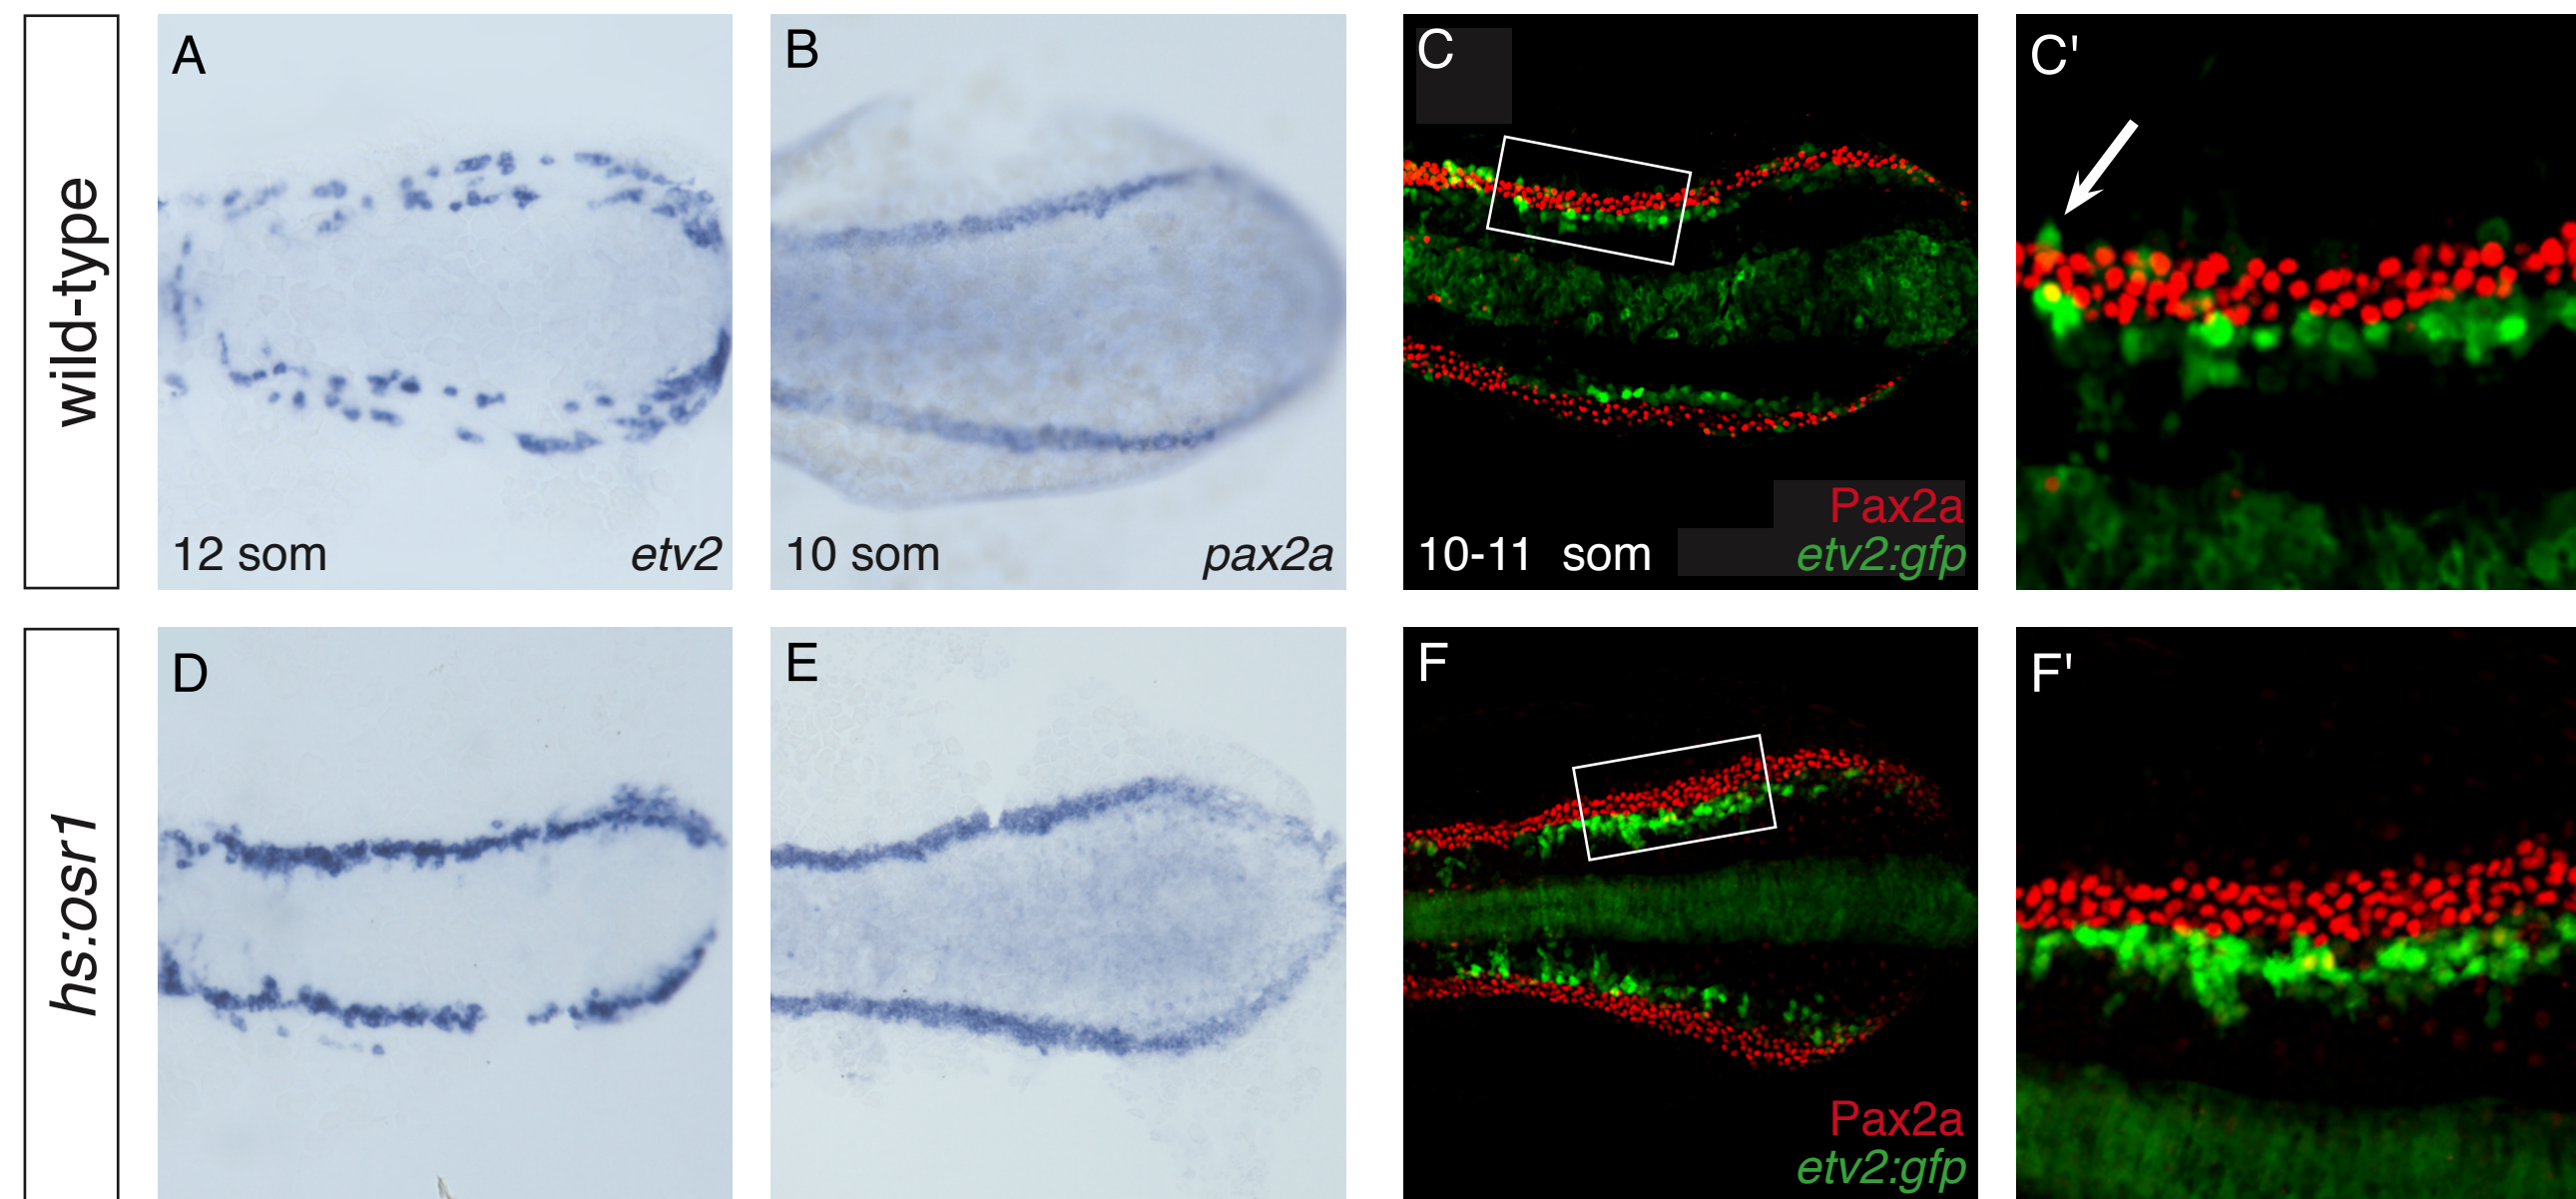 wild-type
A
12 som
etv2
B
10 som
pax2a
C
Pax2a
10-11 som
etv2:gfp
C'
hs:osr1
D
E
F
Pax2a
etv2:gfp
F'